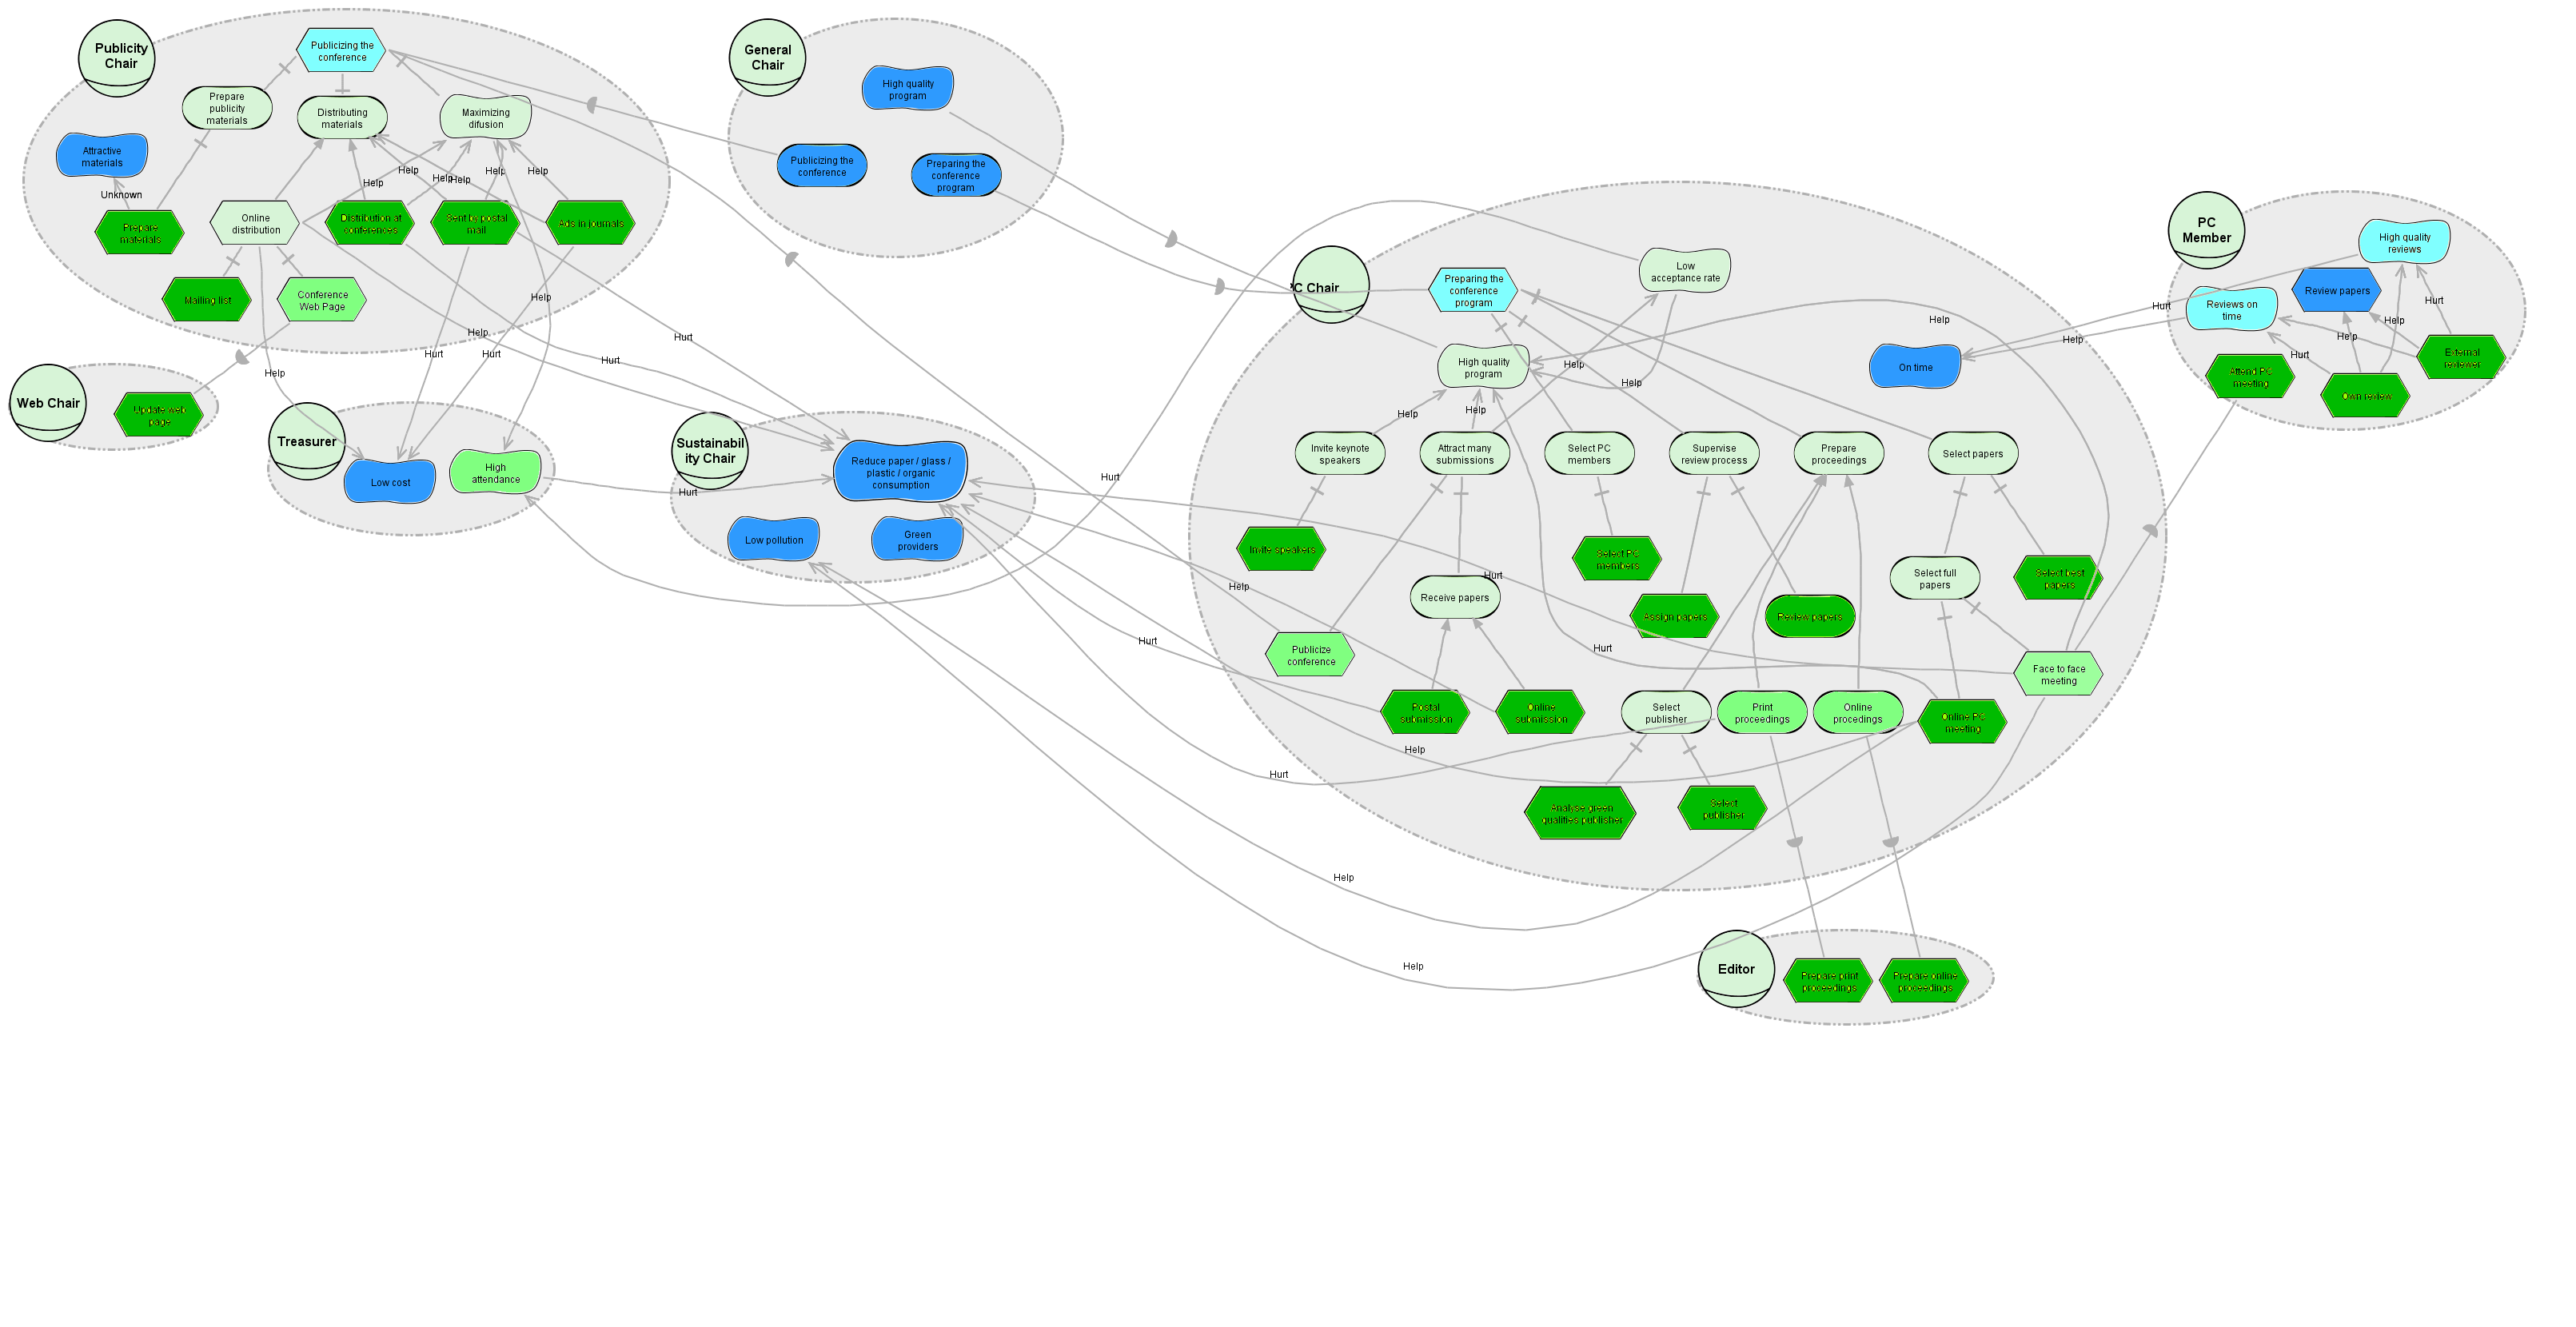 Publicity
Chair
Publicizing the
conference
Prepare
publicity
materials
Distributing
materials
Maximizing
difusion
Attractive
materials
Unknown
Help
Help
Help
Help
Help
Help
Prepare
materials
Online
distribution
Distribution at
conferences
Sent by postal
mail
Ads in journals
Mailing list
Conference
Web Page
Help
Help
Hurt
Hurt
Hurt
Hurt
Help
Web Chair
Update web
page
Treasurer
Low cost
High
attendance
Hurt
General
Chair
High quality
program
Publicizing the
conference
Preparing the
conference
program
Sustainabil
ity Chair
Reduce paper / glass /
plastic / organic
consumption
Low pollution
Green
providers
Hurt
Help
Hurt
Hurt
Hurt
Help
Hurt
Help
Help
PC Chair
Preparing the
conference
program
Low
acceptance rate
High quality
program
Help
Help
Help
Help
Help
On time
Invite keynote
speakers
Attract many
submissions
Select PC
members
Supervise
review process
Prepare
proceedings
Select papers
Invite speakers
Select PC
members
Select full
papers
Select best
papers
Receive papers
Assign papers
Review papers
Publicize
conference
Face to face
meeting
Postal
submission
Online
submission
Select
publisher
Print
proceedings
Online
procedings
Online PC
meeting
Analyse green
qualities publisher
Select
publisher
PC
Member
High quality
reviews
Review papers
Reviews on
time
Hurt
Help
Hurt
Help
Help
Hurt
External
reviewer
Attend PC
meeting
Own review
Editor
Prepare print
proceedings
Prepare online
proceedings